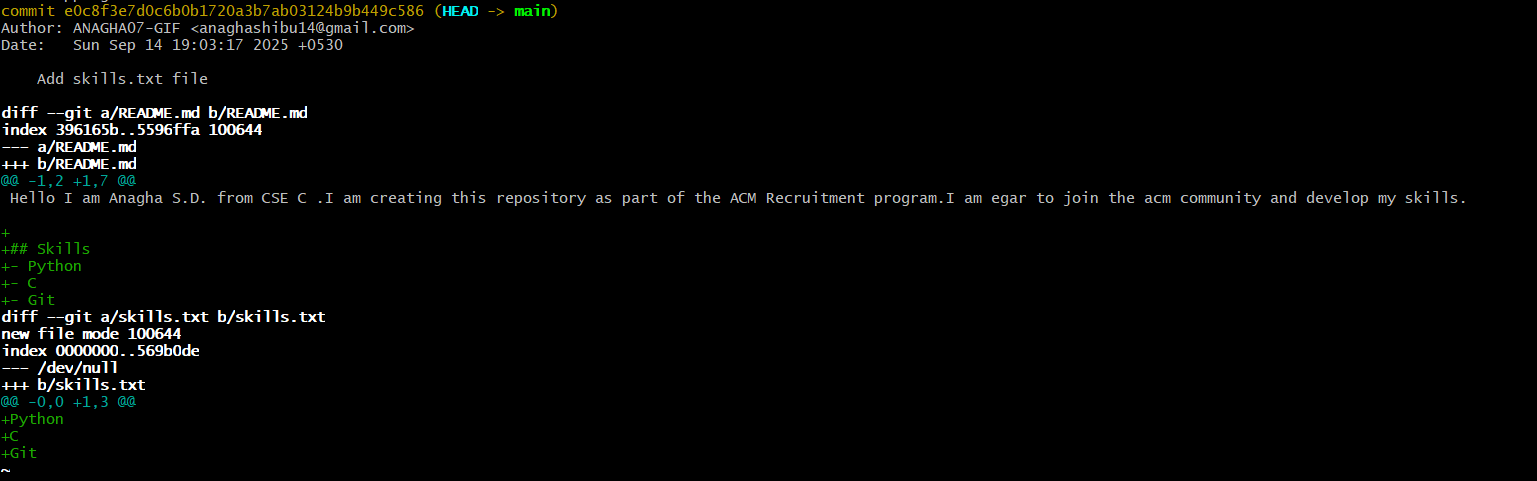 commit e0c8f3e7d0c6b0b1720a3b7ab03124b9b449c586 (HEAD -> main)
Author: ANAGHA07-GIF <anaghashibu14@gmail.com>
Date:   Sun Sep 14 19:03:17 2025 +0530
    Add skills.txt file
diff --git a/README.md b/README.md
index 396165b..5596ffa 100644
--- a/README.md
+++ b/README.md
@@ -1,2 +1,7 @@
 Hello I am Anagha S.D. from CSE C .I am creating this repository as part of the ACM Recruitment program.I am egar to join the acm community and develop my skills.
+
+## Skills
+- Python
+- C
+- Git
diff --git a/skills.txt b/skills.txt
new file mode 100644
index 0000000..569b0de
--- /dev/null
+++ b/skills.txt
@@ -0,0 +1,3 @@
+Python
+C
+Git
~